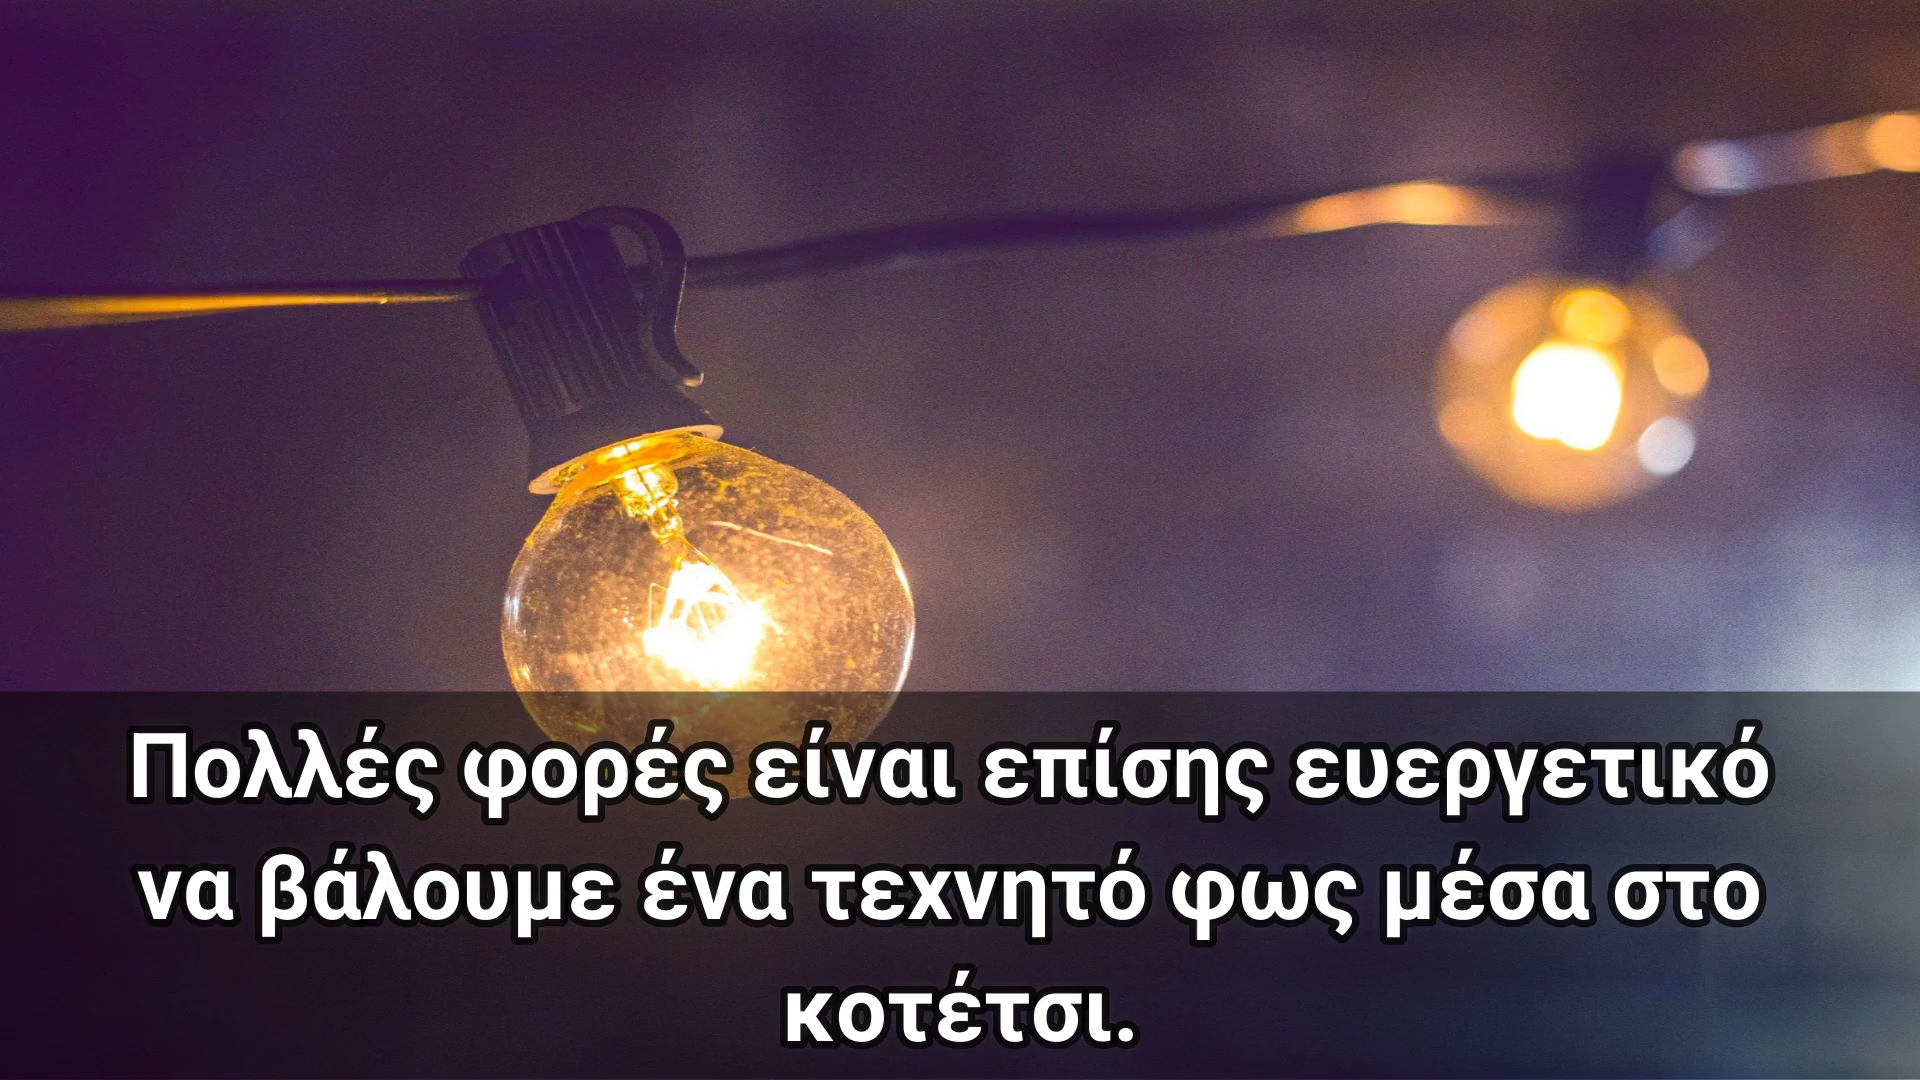 Πολλές φορές είναι επίσης ευεργετικό
να βάλουμε ένα τεχνητό φως μέσα στο
κοτέτσι.